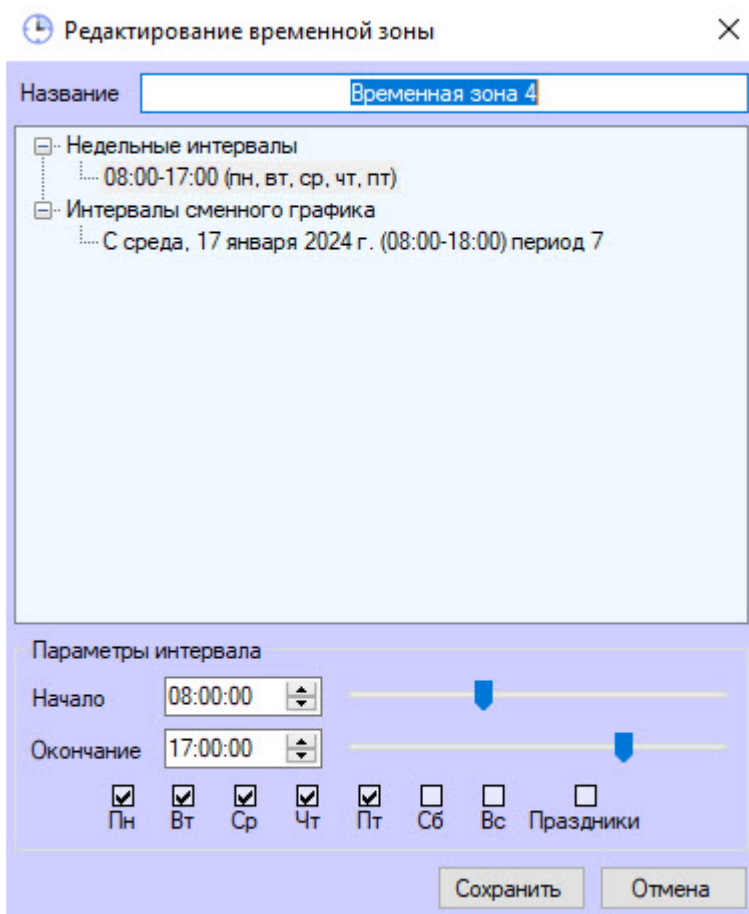 Редактирование временной зоны
Название Временная зона 4
Недельные интервалы
08:00-17:00 (пн, вт, ср, чт, пт)
Интервалы сменного графика
С среда, 17 января 2024 г. (08:00-18:00) период 7
Параметры интервала
Начало 08:00:00
Окончание 17:00:00
Пн Вт Ср Чт Пт Сб Вс Праздники
Сохранить Отмена